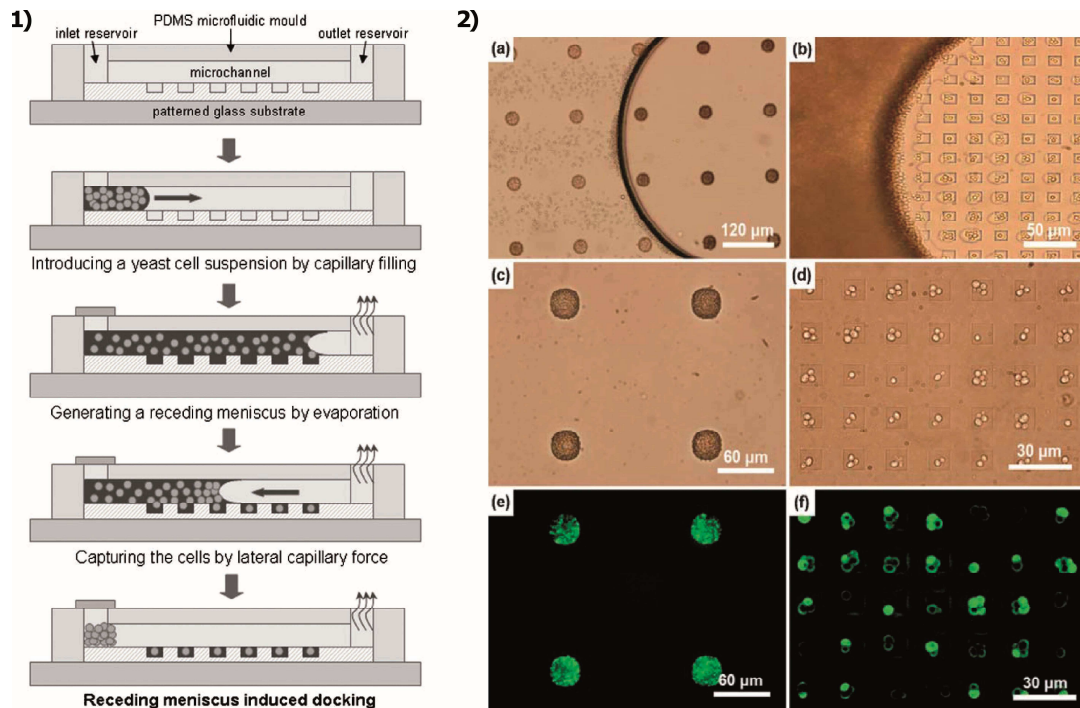 1)
PDMS microfluidic mould
inlet reservoir
outlet reservoir
microchannel
patterned glass substrate
Introducing a yeast cell suspension by capillary filling
Generating a receding meniscus by evaporation
Capturing the cells by lateral capillary force
Receding meniscus induced docking
2)
(a)
120 µm
(b)
50 µm
(c)
60 µm
(d)
30 µm
(e)
60 µm
(f)
30 µm